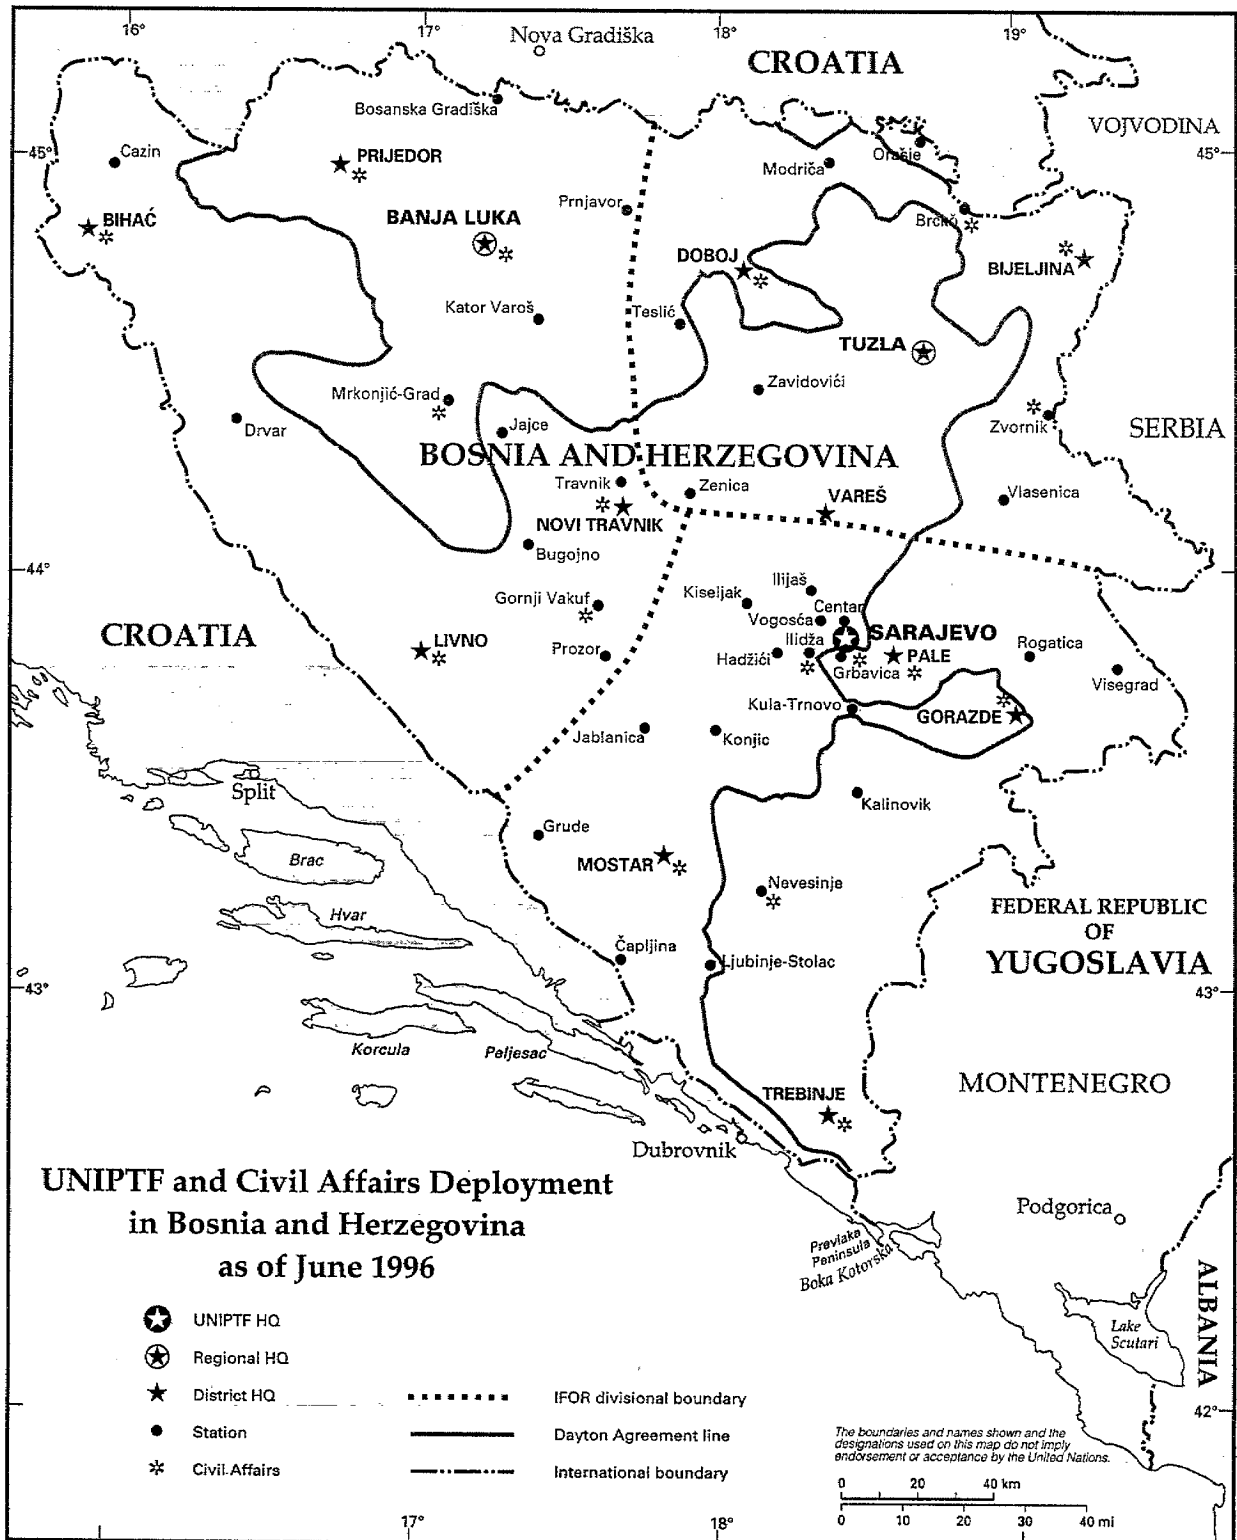 16°
17°
18°
19°
Nova Gradiška
CROATIA
Bosanska Gradiška
VOJVODINA
45°
45°
Cazin
PRIJEDOR
Modriča
Orašje
Prnjavor
BIHAĆ
BANJA LUKA
Brčko
DOBOJ
BIJELJINA
Kator Varoš
Teslić
TUZLA
Mrkonjić-Grad
Zavidovići
Drvar
Jajce
Zvornik
SERBIA
BOSNIA AND HERZEGOVINA
Travnik
Zenica
VAREŠ
Vlasenica
NOVI TRAVNIK
Bugojno
44°
Ilijaš
Kiseljak
Gornji Vakuf
Centar
Vogosća
CROATIA
LIVNO
Ilidža
SARAJEVO
Rogatica
Prozor
Hadžići
PALE
Grbavica
Visegrad
Kula-Trnovo
GORAZDE
Jablanica
Konjic
Split
Kalinovik
Grude
Brac
MOSTAR
Nevesinje
Hvar
FEDERAL REPUBLIC
OF
YUGOSLAVIA
Čapljina
Ljubinje-Stolac
43°
43°
Korcula
Peljesac
MONTENEGRO
TREBINJE
Dubrovnik
UNIPTF and Civil Affairs Deployment
in Bosnia and Herzegovina
as of June 1996
Podgorica
Prevlaka
Peninsula
Boka Kotorska
ALBANIA
Lake
Scutari
UNIPTF HQ
Regional HQ
District HQ
IFOR divisional boundary
Station
Dayton Agreement line
Civil Affairs
International boundary
42°
The boundaries and names shown and the
designations used on this map do not imply
endorsement or acceptance by the United Nations.
0 20 40 km
0 10 20 30 40 mi
17°
18°